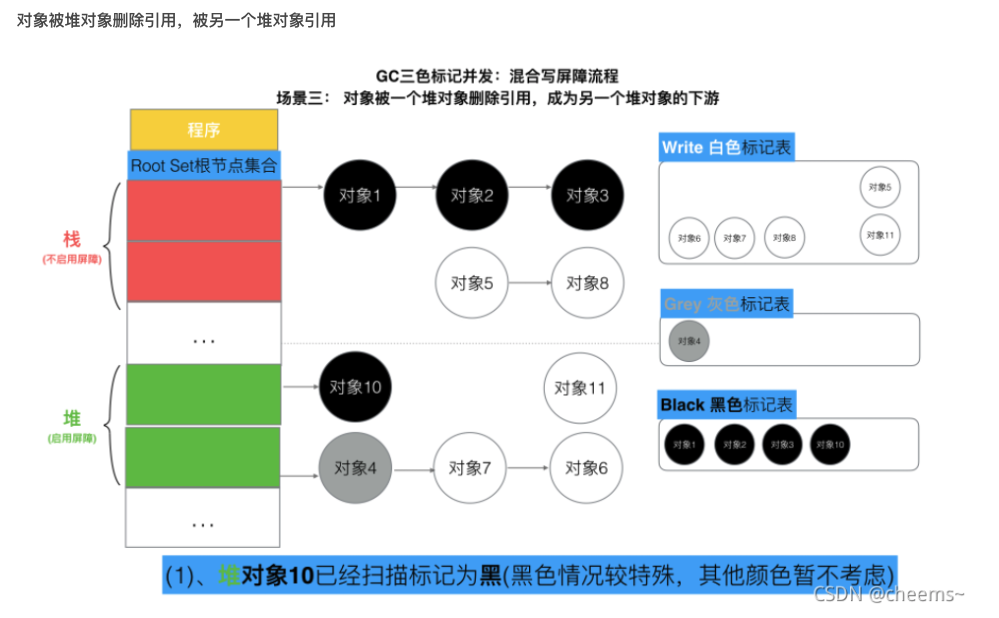 对象被堆对象删除引用，被另一个堆对象引用
GC三色标记并发：混合写屏障流程
场景三： 对象被一个堆对象删除引用，成为另一个堆对象的下游
程序
Root Set根节点集合
栈
(不启用屏障)
...
堆
(启用屏障)
...
对象1
对象2
对象3
对象5
对象8
对象10
对象11
对象4
对象7
对象6
Write 白色标记表
对象5
对象6
对象7
对象8
对象11
Grey 灰色标记表
对象4
Black 黑色标记表
对象1
对象2
对象3
对象10
(1)、堆对象10已经扫描标记为黑(黑色情况较特殊，其他颜色暂不考虑)
CSDN @cheems~